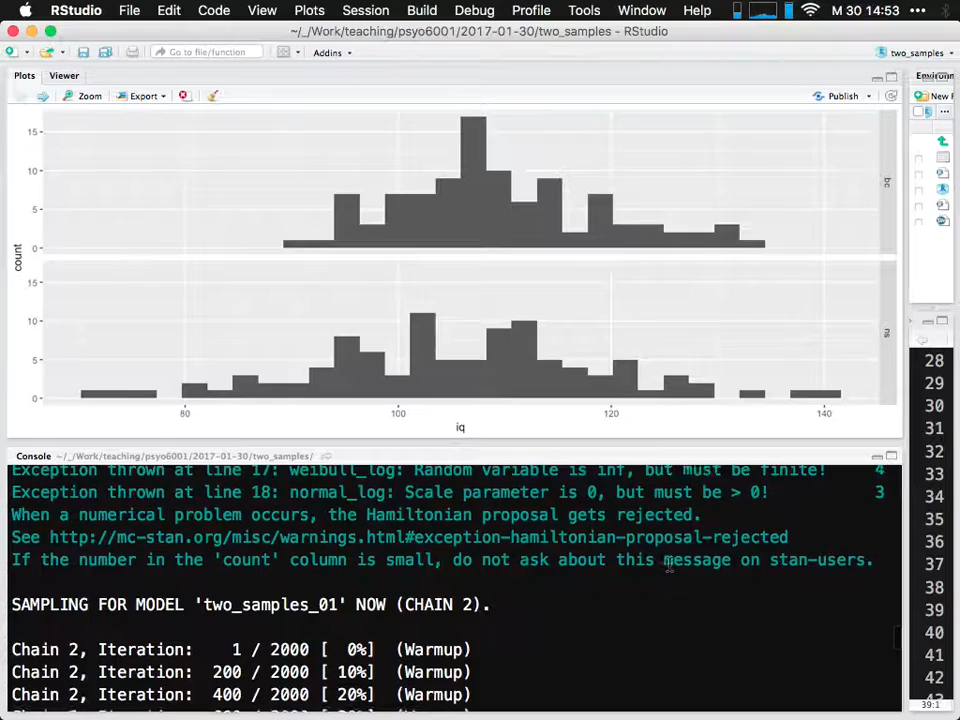 RStudio File Edit Code View Plots Session Build Debug Profile Tools Window Help M 30 14:53
~/_/Work/teaching/psyo6001/2017-01-30/two_samples - RStudio
Go to file/function Addins two_samples
Plots Viewer Environ
Zoom Export Publish New F
15
10
5
0
bc
count
15
10
5
0
ns
80 100 120 140
iq
Console ~/_/Work/teaching/psyo6001/2017-01-30/two_samples/
Exception thrown at line 17: weibull_log: Random variable is inf, but must be finite! 4
Exception thrown at line 18: normal_log: Scale parameter is 0, but must be > 0! 3
When a numerical problem occurs, the Hamiltonian proposal gets rejected.
See http://mc-stan.org/misc/warnings.html#exception-hamiltonian-proposal-rejected
If the number in the 'count' column is small, do not ask about this message on stan-users.
SAMPLING FOR MODEL 'two_samples_01' NOW (CHAIN 2).
Chain 2, Iteration: 1 / 2000 [ 0%] (Warmup)
Chain 2, Iteration: 200 / 2000 [ 10%] (Warmup)
Chain 2, Iteration: 400 / 2000 [ 20%] (Warmup)
28
29
30
31
32
33
34
35
36
37
38
39
40
41
42
39:1